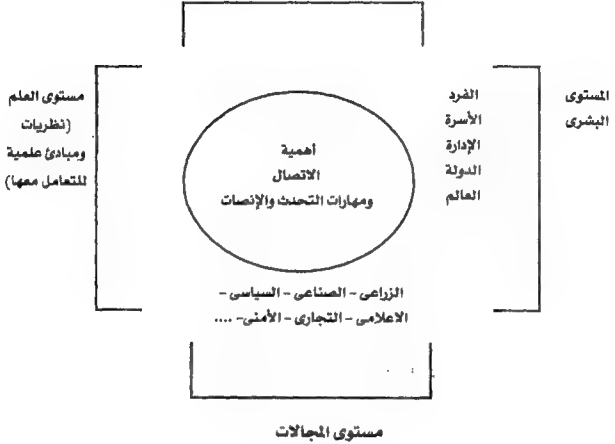 المستوى
البشرى
الفرد
الأسرة
الإدارة
الدولة
العالم
أهمية
الاتصال
ومهارات التحدث والإنصات
مستوى العلم
(نظريات
ومبادئ علمية
للتعامل معها)
الزراعى – الصناعى – السياسى –
الاعلامى – التجارى – الأمنى- ....
مستوى المجالات